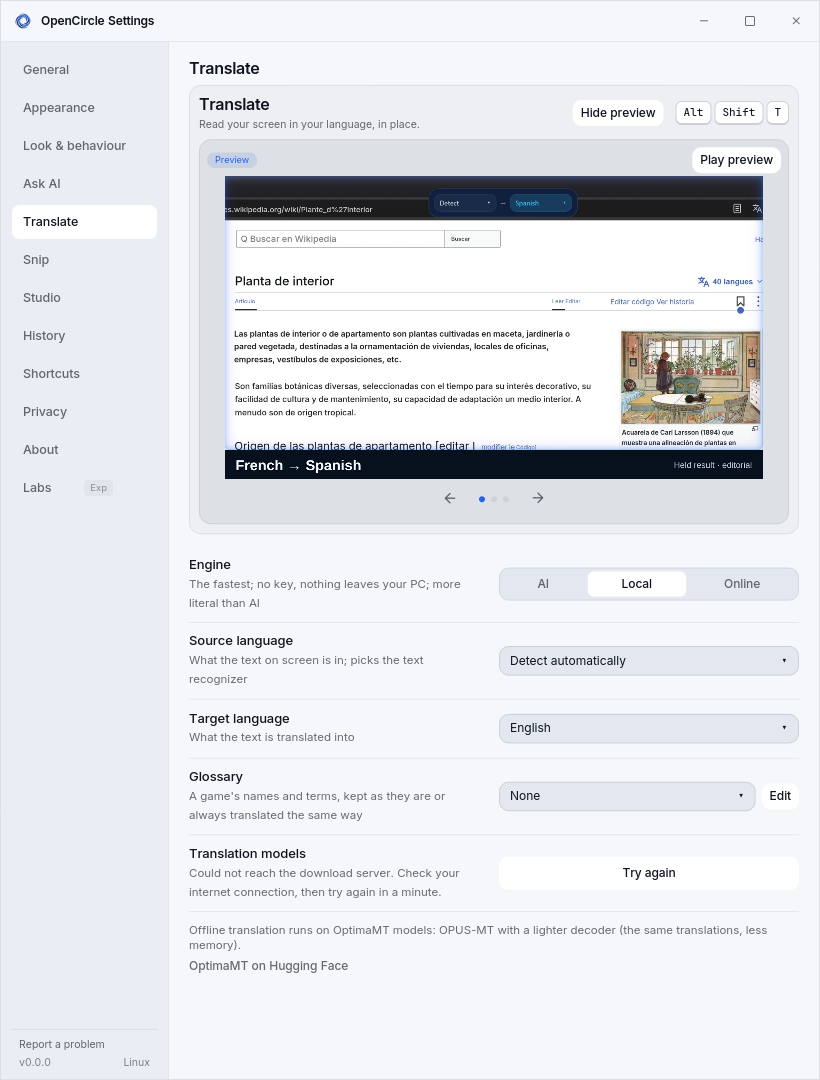 OpenCircle Settings
General
Appearance
Look & behaviour
Ask AI
Translate
Snip
Studio
History
Shortcuts
Privacy
About
Labs Exp
Report a problem
v0.0.0 Linux
Translate
Translate
Read your screen in your language, in place.
Hide preview Alt Shift T
Preview Play preview
Detect → Spanish
es.wikipedia.org/wiki/Plante_d%27interior
Buscar en Wikipedia Buscar
Planta de interior 40 langues
Artículo Leer Editar Editar código Ver historia
Las plantas de interior o de apartamento son plantas cultivadas en maceta, jardinería o
pared vegetada, destinadas a la ornamentación de viviendas, locales de oficinas,
empresas, vestíbulos de exposiciones, etc.
Son familias botánicas diversas, seleccionadas con el tiempo para su interés decorativo, su
facilidad de cultura y de mantenimiento, su capacidad de adaptación un medio interior. A
menudo son de origen tropical.
Acuarela de Carl Larsson (1894) que
muestra una alineación de plantas en
Origen de las plantas de apartamento [editar | modifier le Código]
French → Spanish Held result · editorial
Engine
The fastest; no key, nothing leaves your PC; more
literal than AI
AI Local Online
Source language
What the text on screen is in; picks the text
recognizer
Detect automatically
Target language
What the text is translated into
English
Glossary
A game's names and terms, kept as they are or
always translated the same way
None Edit
Translation models
Could not reach the download server. Check your
internet connection, then try again in a minute.
Try again
Offline translation runs on OptimaMT models: OPUS-MT with a lighter decoder (the same translations, less
memory).
OptimaMT on Hugging Face